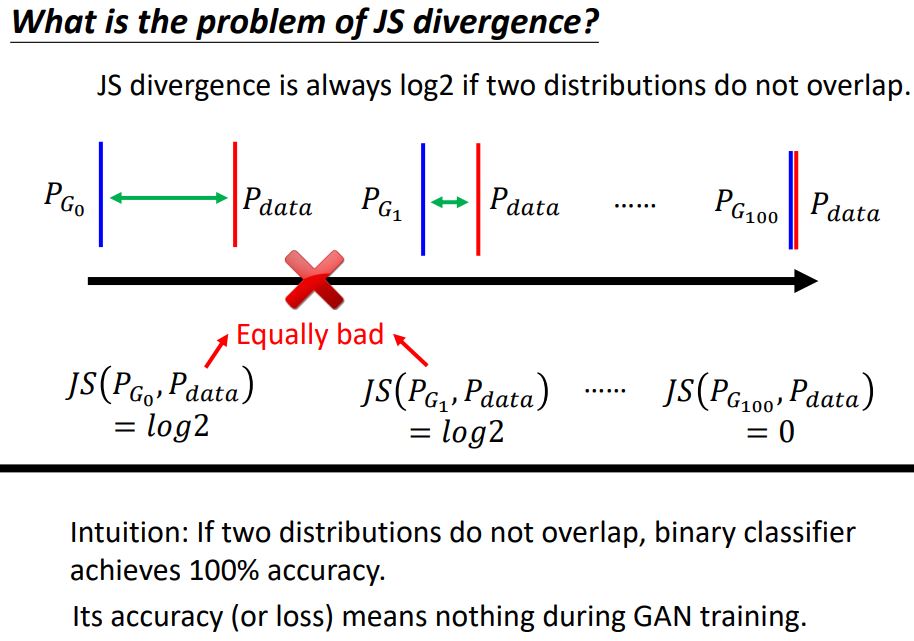 What is the problem of JS divergence?
JS divergence is always log2 if two distributions do not overlap.
P_{G_0} P_{data} P_{G_1} P_{data} …… P_{G_{100}} P_{data}
Equally bad
JS(P_{G_0}, P_{data}) JS(P_{G_1}, P_{data}) …… JS(P_{G_{100}}, P_{data})
= log2 = log2 = 0
Intuition: If two distributions do not overlap, binary classifier
achieves 100% accuracy.
Its accuracy (or loss) means nothing during GAN training.